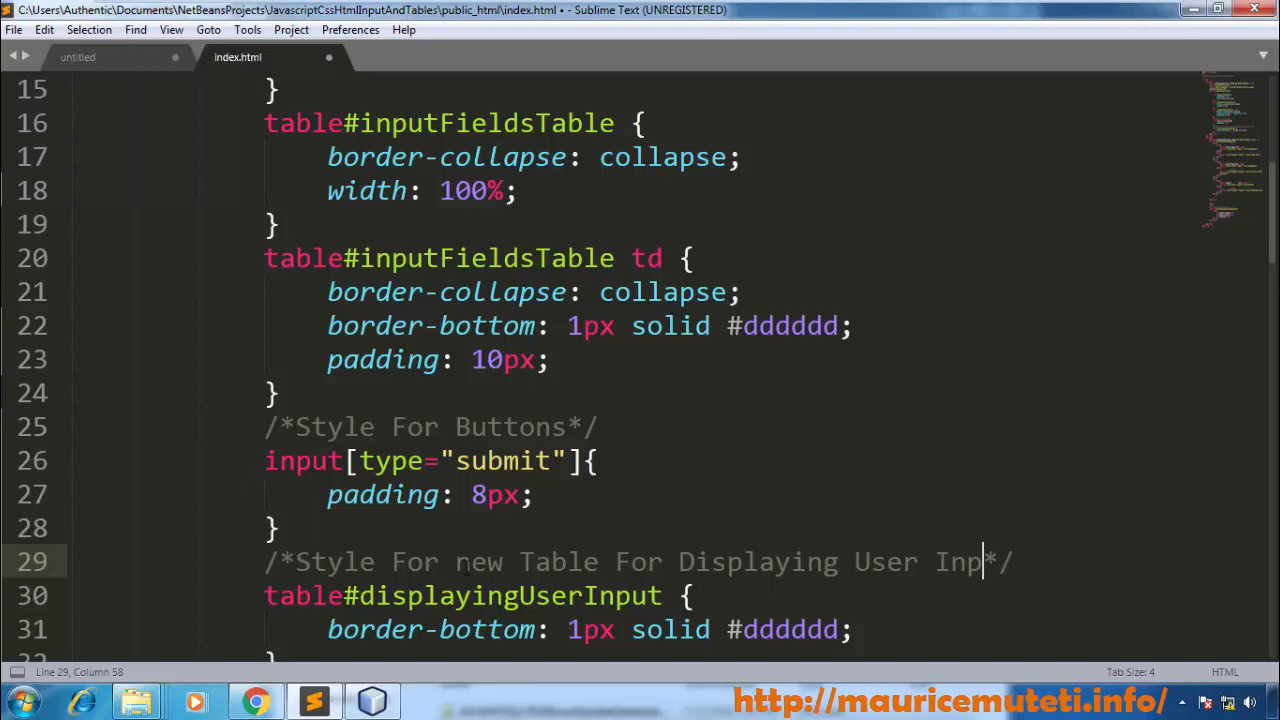 C:\Users\Authentic\Documents\NetBeansProjects\JavascriptCssHtmlInputAndTables\public_html\index.html • - Sublime Text (UNREGISTERED)
File Edit Selection Find View Goto Tools Project Preferences Help
untitled index.html
15 }
16 table#inputFieldsTable {
17 border-collapse: collapse;
18 width: 100%;
19 }
20 table#inputFieldsTable td {
21 border-collapse: collapse;
22 border-bottom: 1px solid #dddddd;
23 padding: 10px;
24 }
25 /*Style For Buttons*/
26 input[type="submit"]{
27 padding: 8px;
28 }
29 /*Style For new Table For Displaying User Inp*/
30 table#displayingUserInput {
31 border-bottom: 1px solid #dddddd;
32 }
Line 29, Column 58 Tab Size: 4 HTML
http://mauricemuteti.info/